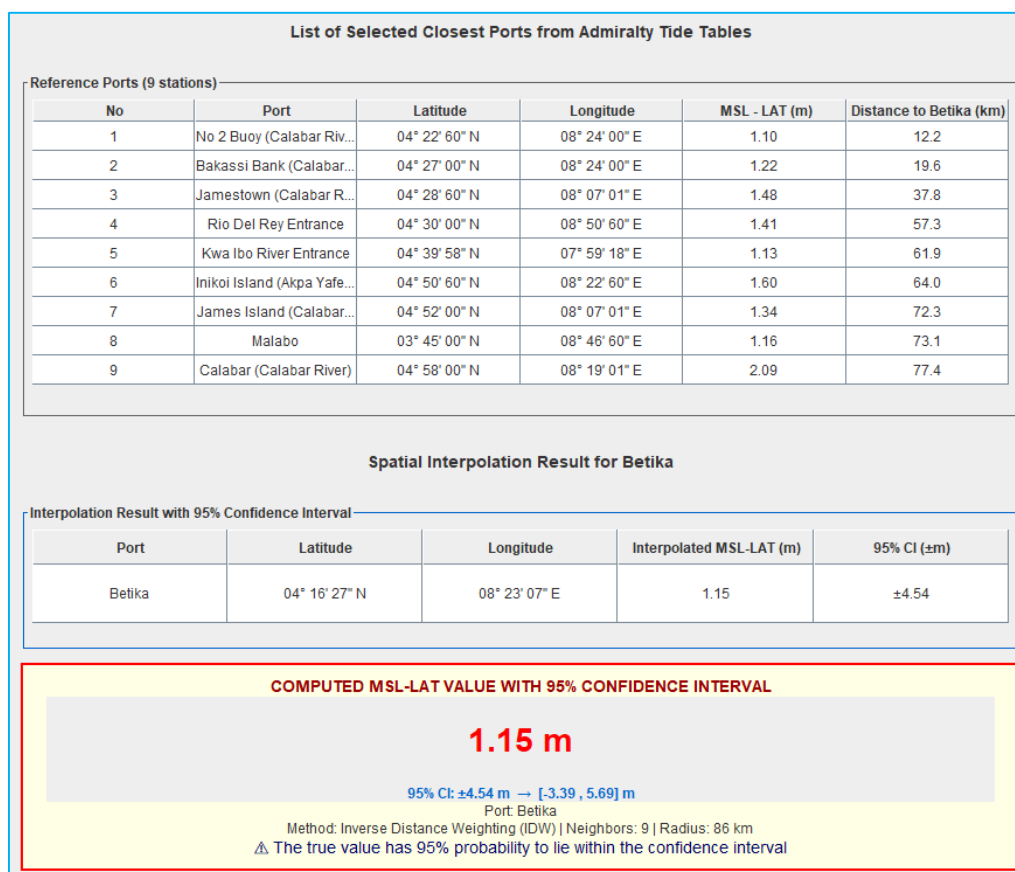 List of Selected Closest Ports from Admiralty Tide Tables
Reference Ports (9 stations)
No Port Latitude Longitude MSL - LAT (m) Distance to Betika (km)
1 No 2 Buoy (Calabar Riv... 04° 22' 60" N 08° 24' 00" E 1.10 12.2
2 Bakassi Bank (Calabar... 04° 27' 00" N 08° 24' 00" E 1.22 19.6
3 Jamestown (Calabar R... 04° 28' 60" N 08° 07' 01" E 1.48 37.8
4 Rio Del Rey Entrance 04° 30' 00" N 08° 50' 60" E 1.41 57.3
5 Kwa Ibo River Entrance 04° 39' 58" N 07° 59' 18" E 1.13 61.9
6 Inikoi Island (Akpa Yafe... 04° 50' 60" N 08° 22' 60" E 1.60 64.0
7 James Island (Calabar... 04° 52' 00" N 08° 07' 01" E 1.34 72.3
8 Malabo 03° 45' 00" N 08° 46' 60" E 1.16 73.1
9 Calabar (Calabar River) 04° 58' 00" N 08° 19' 01" E 2.09 77.4
Spatial Interpolation Result for Betika
Interpolation Result with 95% Confidence Interval
Port Latitude Longitude Interpolated MSL-LAT (m) 95% CI (±m)
Betika 04° 16' 27" N 08° 23' 07" E 1.15 ±4.54
COMPUTED MSL-LAT VALUE WITH 95% CONFIDENCE INTERVAL
1.15 m
95% CI: ±4.54 m → [-3.39 , 5.69] m
Port: Betika
Method: Inverse Distance Weighting (IDW) | Neighbors: 9 | Radius: 86 km
⚠ The true value has 95% probability to lie within the confidence interval